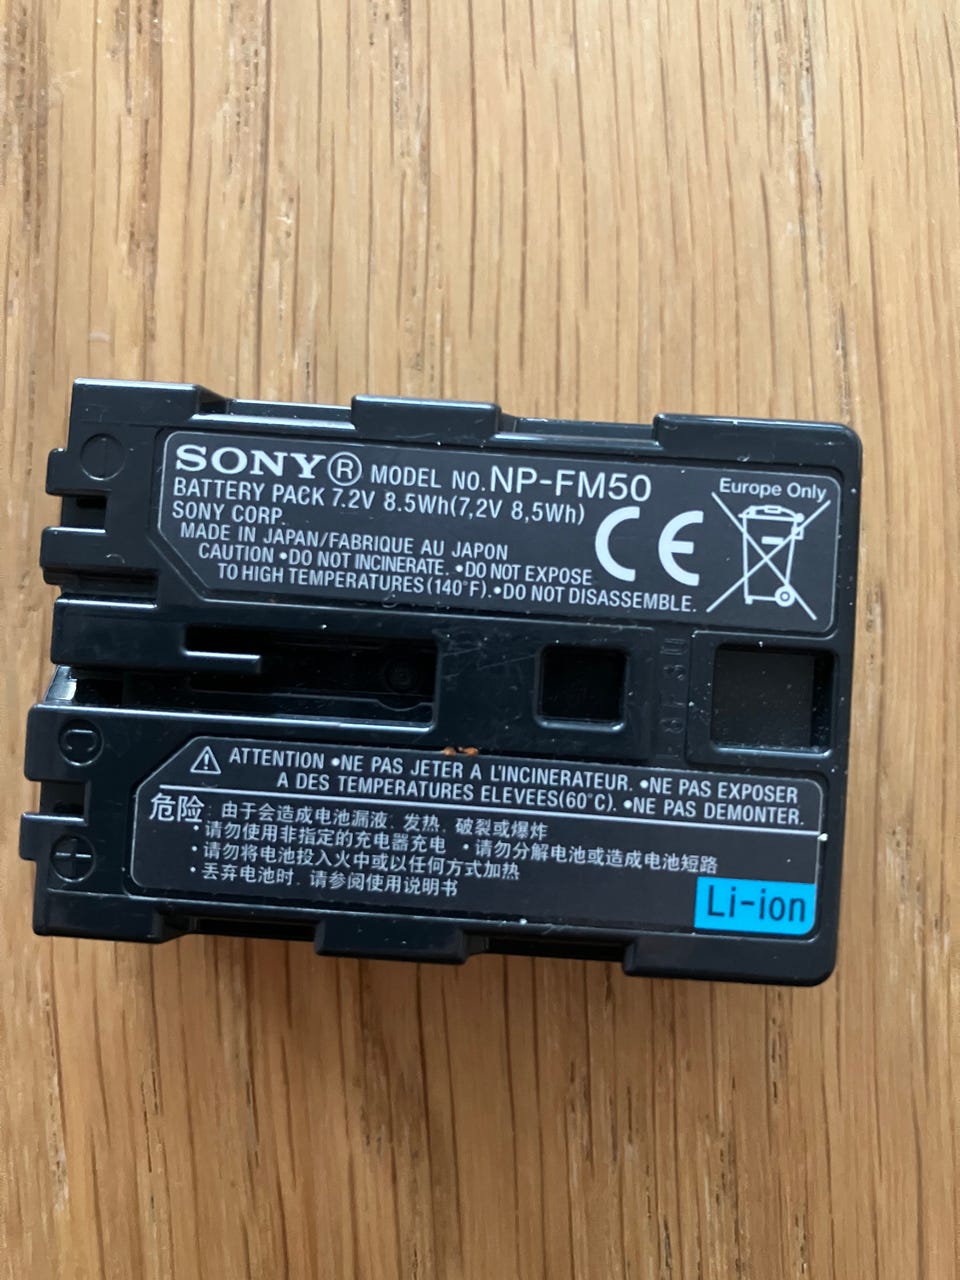 SONY® MODEL NO. NP-FM50
BATTERY PACK 7.2V 8.5Wh(7,2V 8,5Wh)
SONY CORP.
MADE IN JAPAN/FABRIQUE AU JAPON
CAUTION •DO NOT INCINERATE. •DO NOT EXPOSE
TO HIGH TEMPERATURES(140°F).•DO NOT DISASSEMBLE.
CE
Europe Only
C
⚠ ATTENTION •NE PAS JETER A L'INCINERATEUR. •NE PAS EXPOSER
A DES TEMPERATURES ELEVEES(60°C). •NE PAS DEMONTER.
危险: 由于会造成电池漏液, 发热, 破裂或爆炸
•请勿使用非指定的充电器充电 •请勿分解电池或造成电池短路
•请勿将电池投入火中或以任何方式加热
•丢弃电池时, 请参阅使用说明书
Li-ion